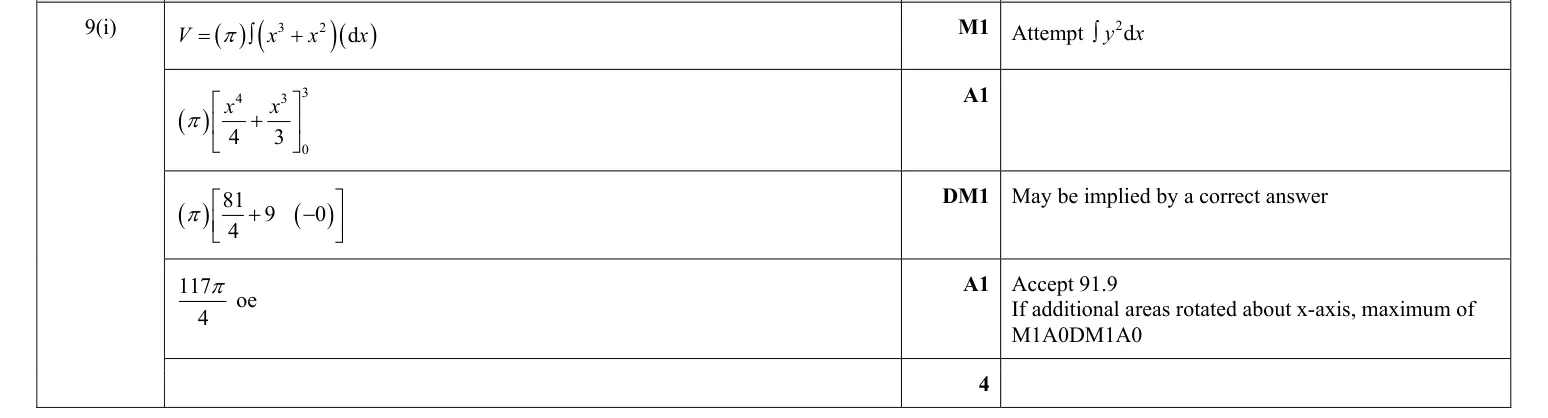 9(i) V = (π)∫(x³ + x²)(dx) M1 Attempt ∫y²dx
(π)[x⁴/4 + x³/3]₀³ A1
(π)[81/4 + 9 (−0)] DM1 May be implied by a correct answer
117π/4 oe A1 Accept 91.9
If additional areas rotated about x-axis, maximum of
M1A0DM1A0
4